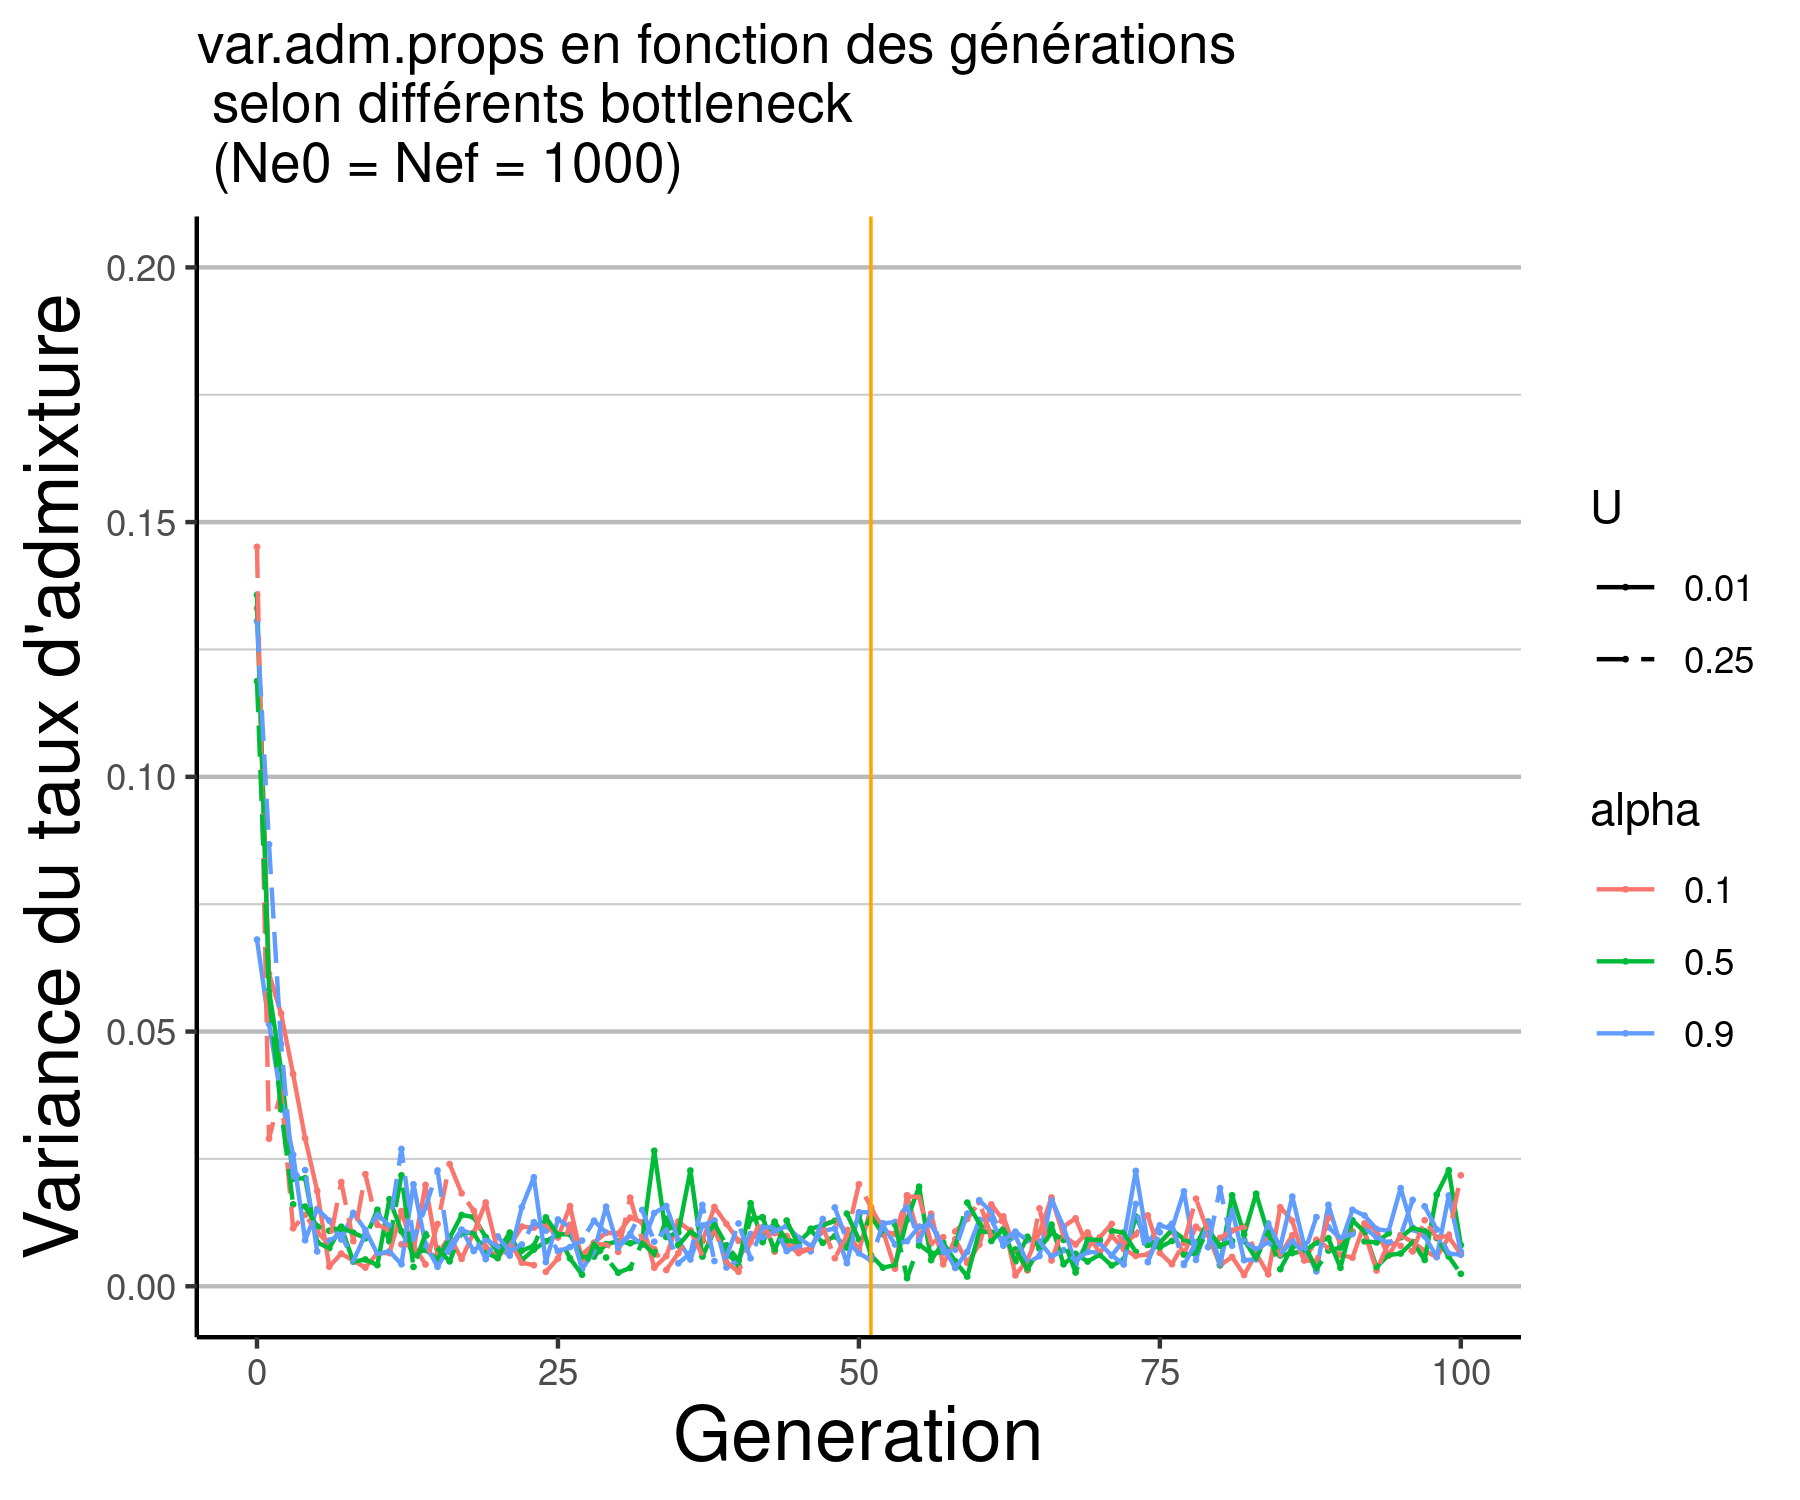 var.adm.props en fonction des générations
selon différents bottleneck
(Ne0 = Nef = 1000)
Variance du taux d'admixture
0.20
0.15
0.10
0.05
0.00
0
25
50
75
100
Generation
U
0.01
0.25
alpha
0.1
0.5
0.9